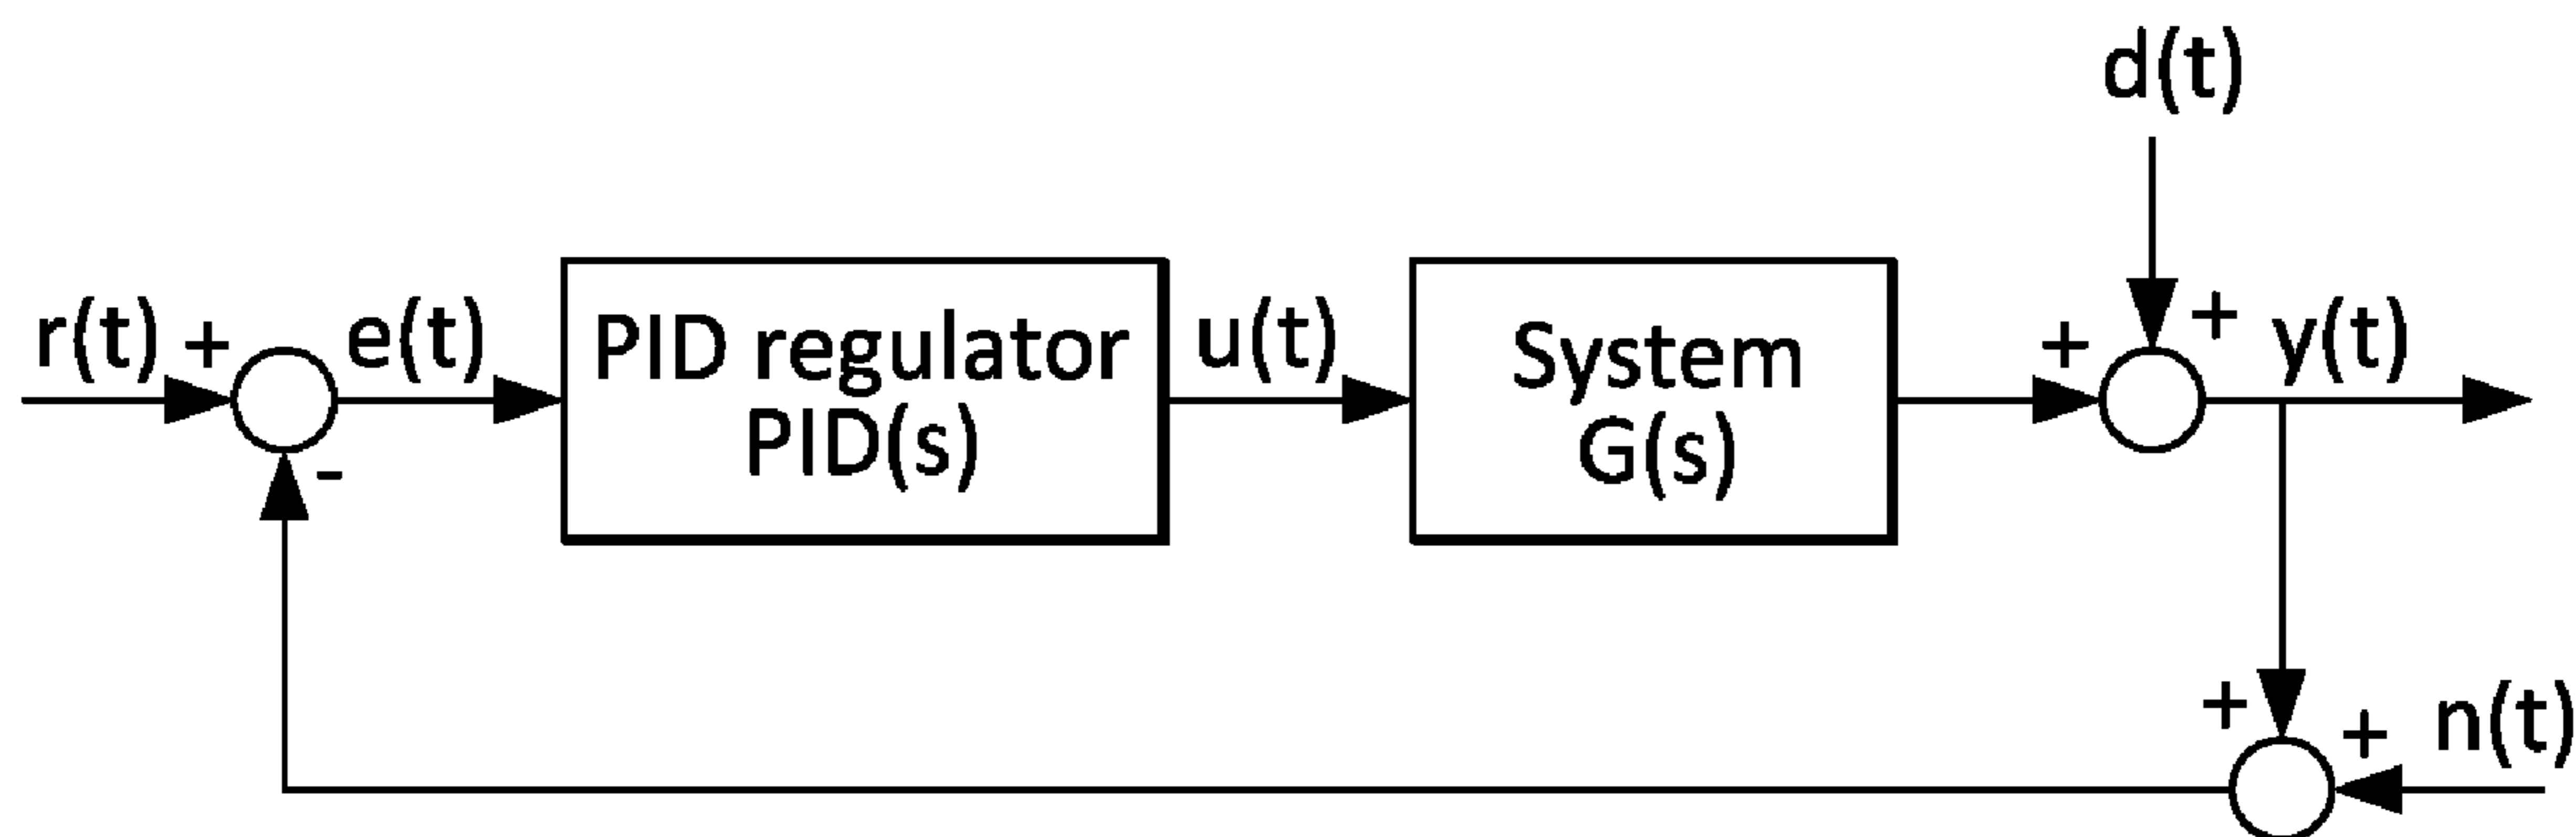 d(t)
r(t)
+
e(t)
PID regulator
PID(s)
u(t)
System
G(s)
+
+
y(t)
-
+
+
n(t)